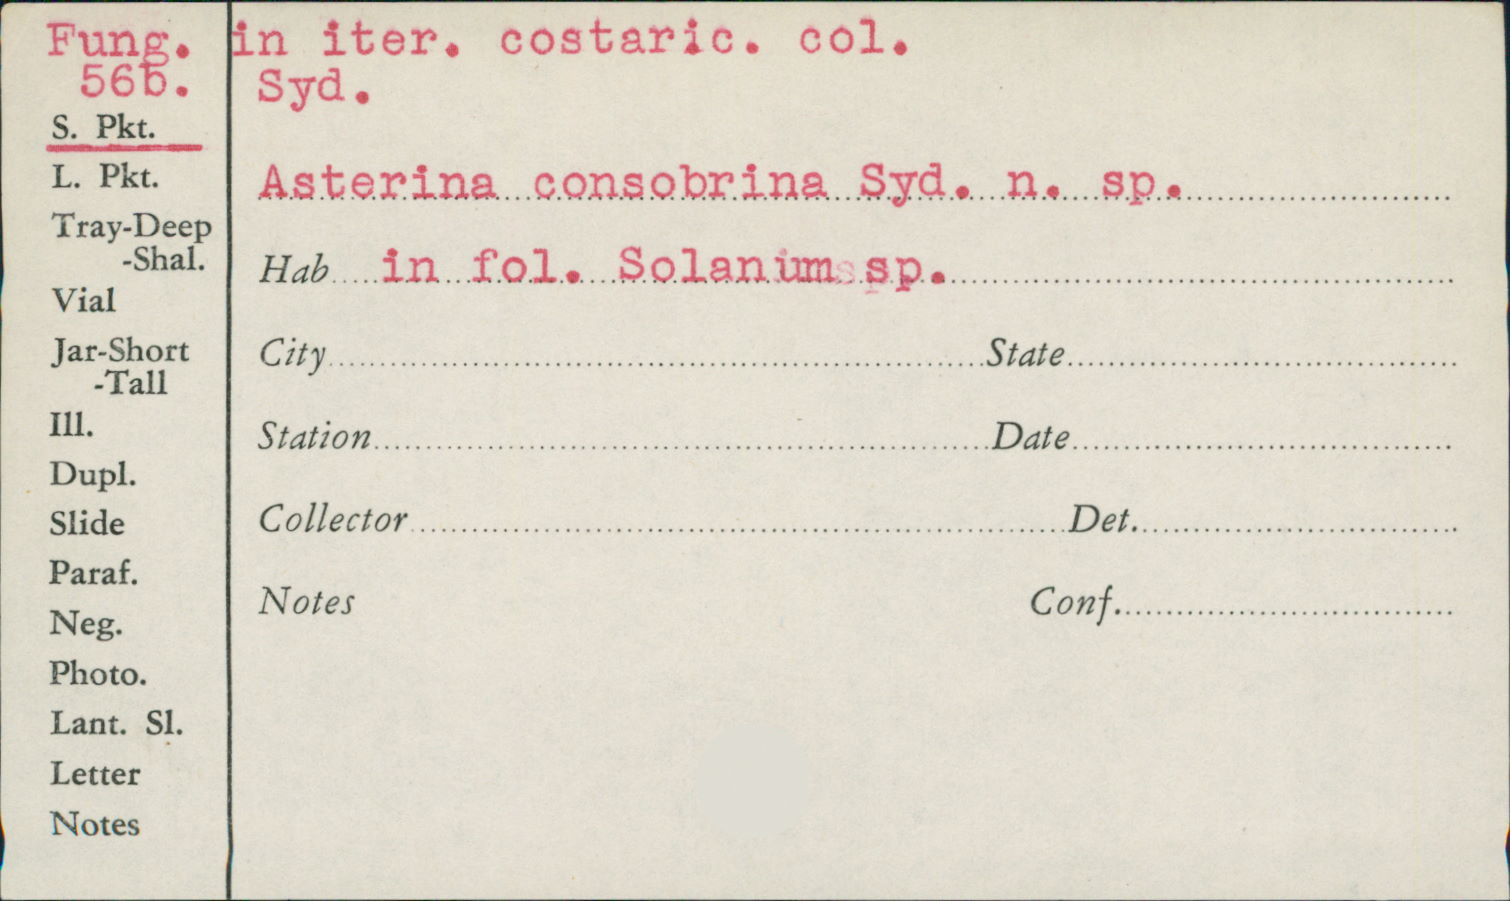 Fung. in iter. costaric. col.
56b. Syd.
S. Pkt.
L. Pkt.
Asterina consobrina Syd. n. sp.
Tray-Deep
-Shal.
Hab in fol. Solanum sp.
Vial
Jar-Short
-Tall
City State
Ill.
Station Date
Dupl.
Slide
Collector Det.
Paraf.
Notes Conf.
Neg.
Photo.
Lant. Sl.
Letter
Notes